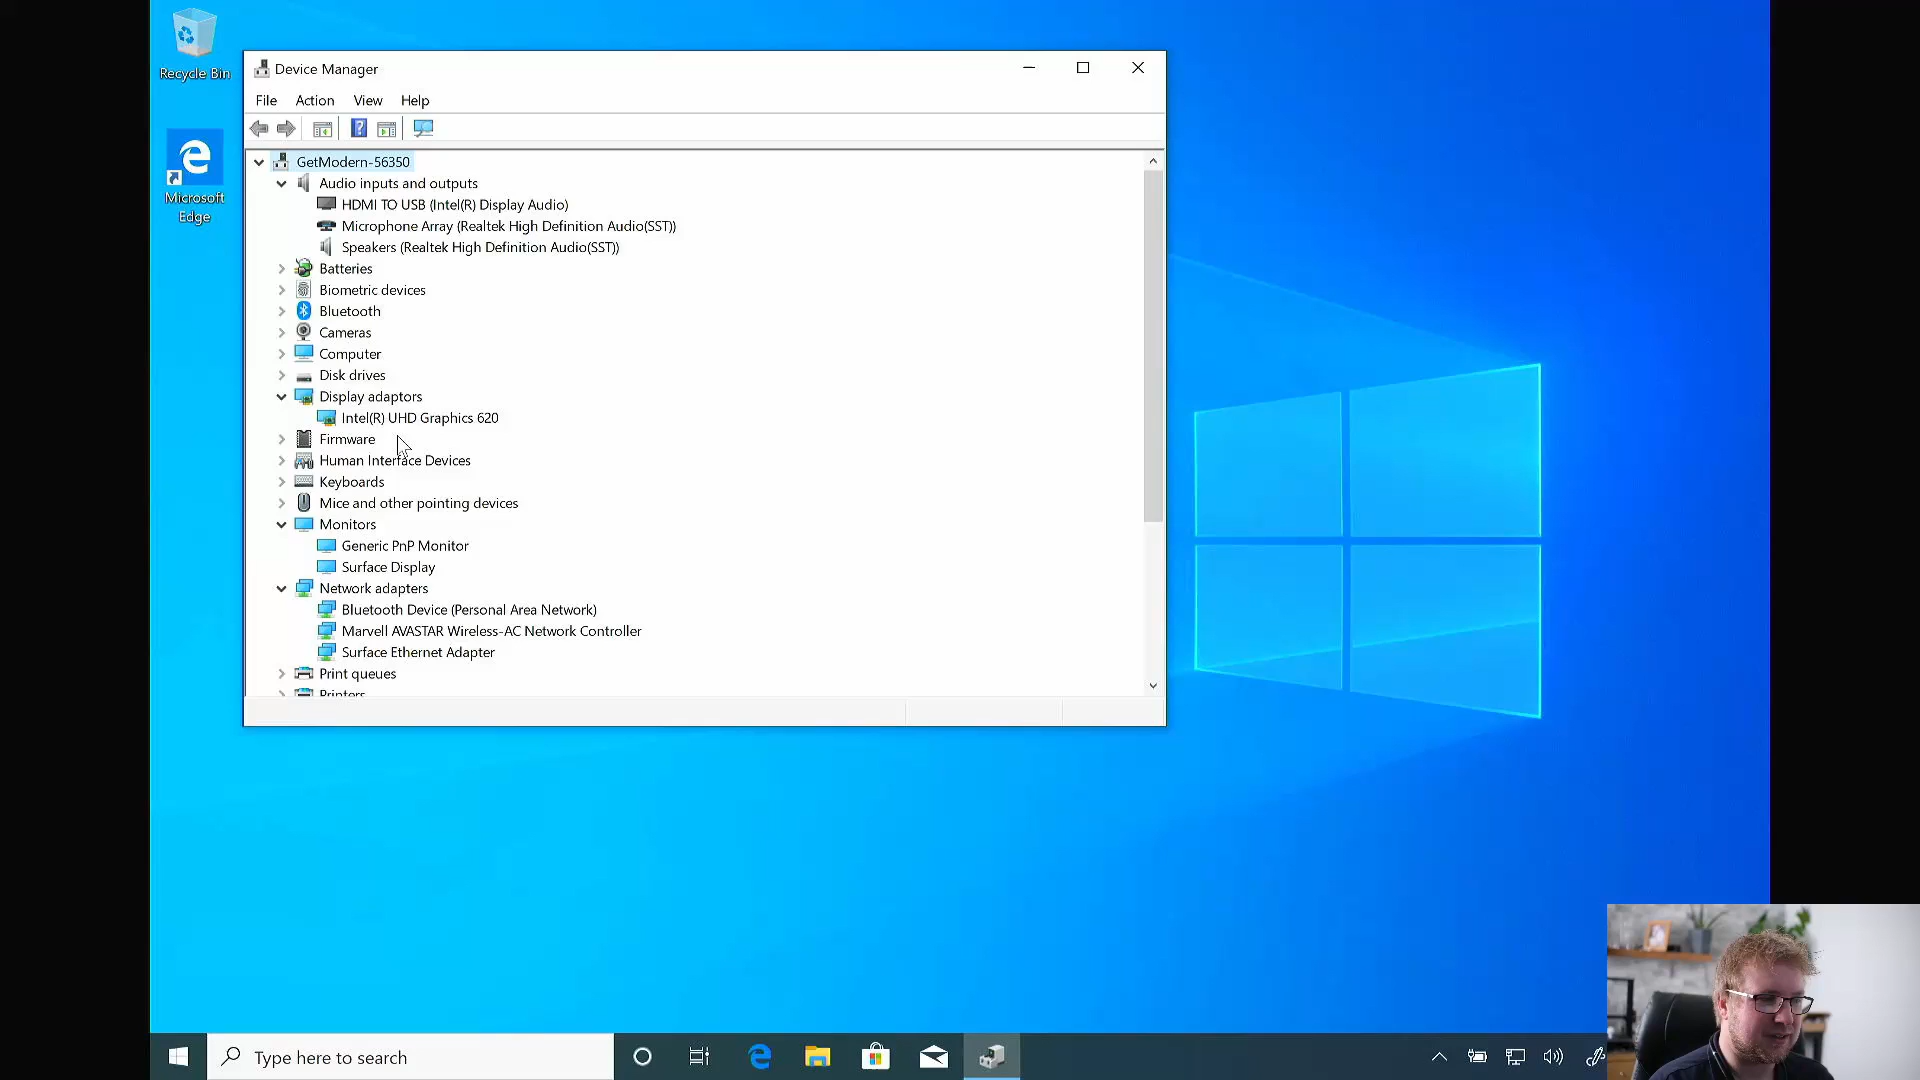 Recycle Bin
Microsoft
Edge
Device Manager
File Action View Help
GetModern-56350
Audio inputs and outputs
HDMI TO USB (Intel(R) Display Audio)
Microphone Array (Realtek High Definition Audio(SST))
Speakers (Realtek High Definition Audio(SST))
Batteries
Biometric devices
Bluetooth
Cameras
Computer
Disk drives
Display adaptors
Intel(R) UHD Graphics 620
Firmware
Human Interface Devices
Keyboards
Mice and other pointing devices
Monitors
Generic PnP Monitor
Surface Display
Network adapters
Bluetooth Device (Personal Area Network)
Marvell AVASTAR Wireless-AC Network Controller
Surface Ethernet Adapter
Print queues
Printers
Type here to search